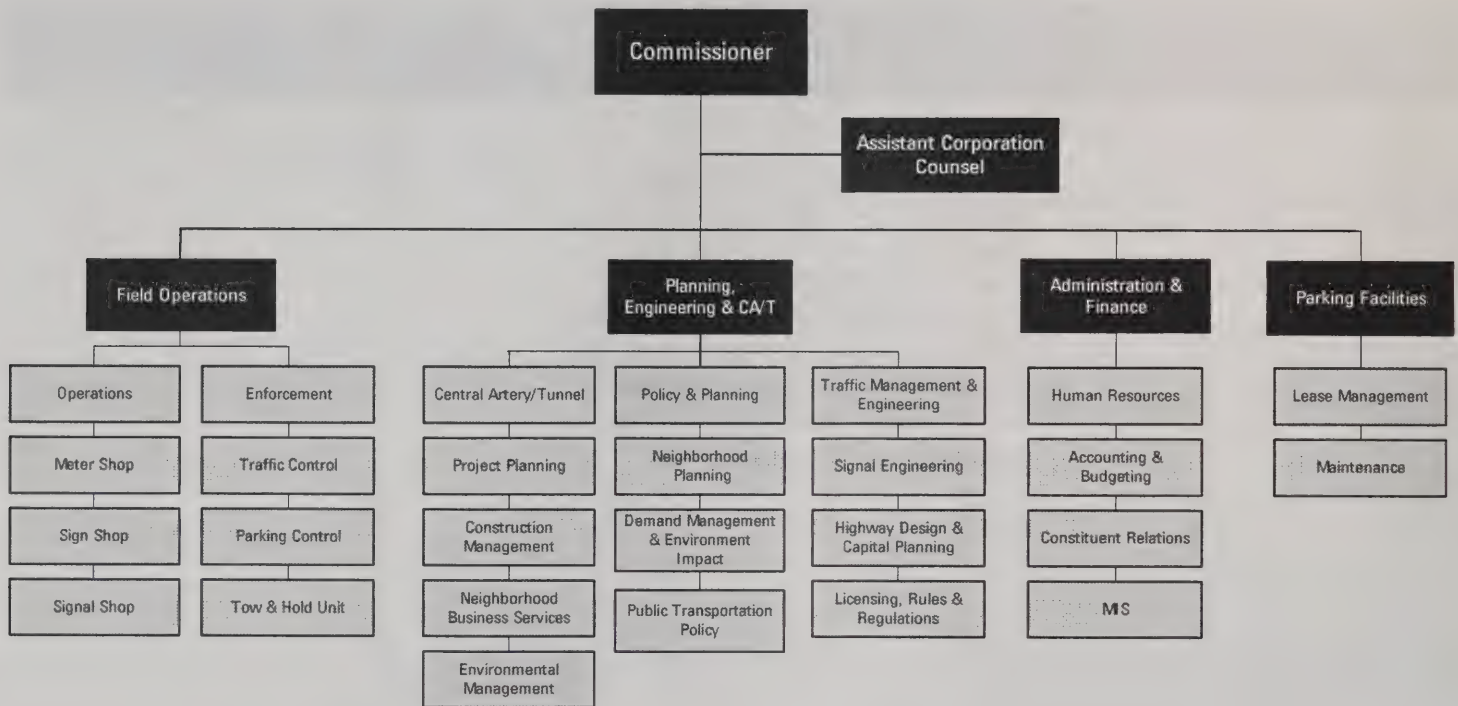 Commissioner
Assistant Corporation
Counsel
Field Operations
Planning,
Engineering & CA/T
Administration &
Finance
Parking Facilities
Operations
Meter Shop
Sign Shop
Signal Shop
Enforcement
Traffic Control
Parking Control
Tow & Hold Unit
Central Artery/Tunnel
Project Planning
Construction
Management
Neighborhood
Business Services
Environmental
Management
Policy & Planning
Neighborhood
Planning
Demand Management
& Environment
Impact
Public Transportation
Policy
Traffic Management &
Engineering
Signal Engineering
Highway Design &
Capital Planning
Licensing, Rules &
Regulations
Human Resources
Accounting &
Budgeting
Constituent Relations
MIS
Lease Management
Maintenance